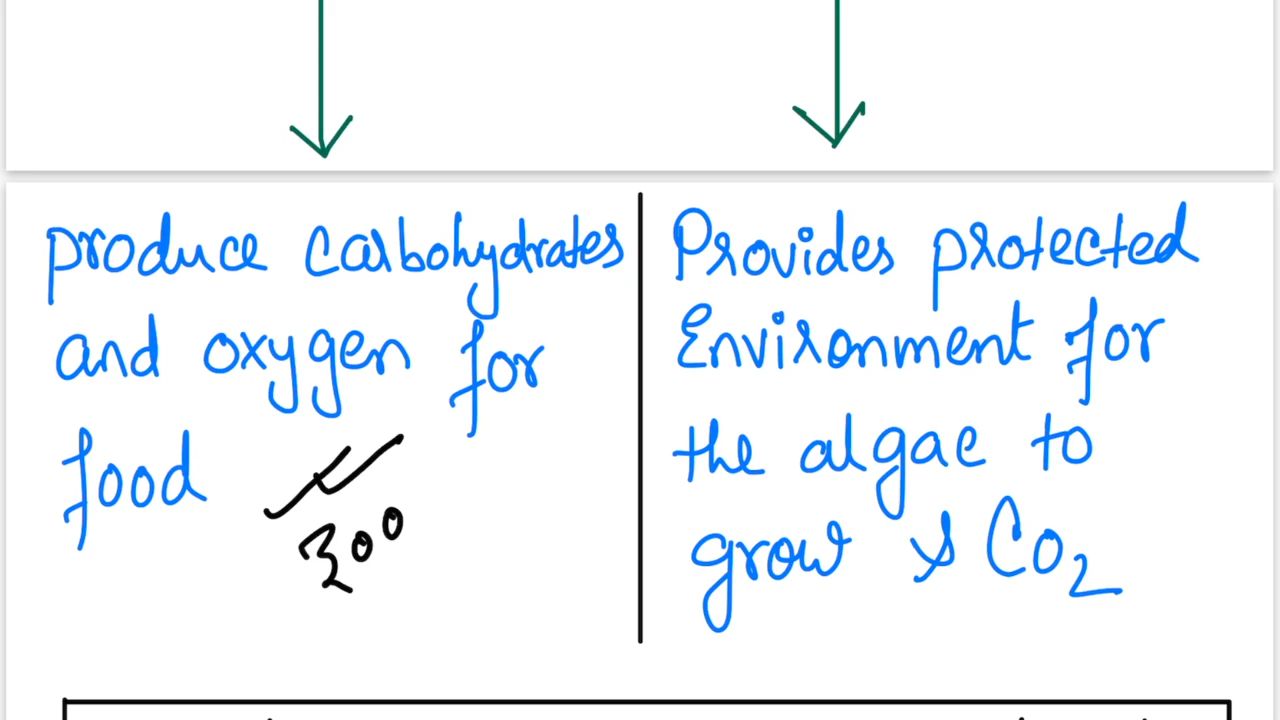 produce carbohydrates
and oxygen for
food
300
Provides protected
Environment for
the algae to
grow & CO2